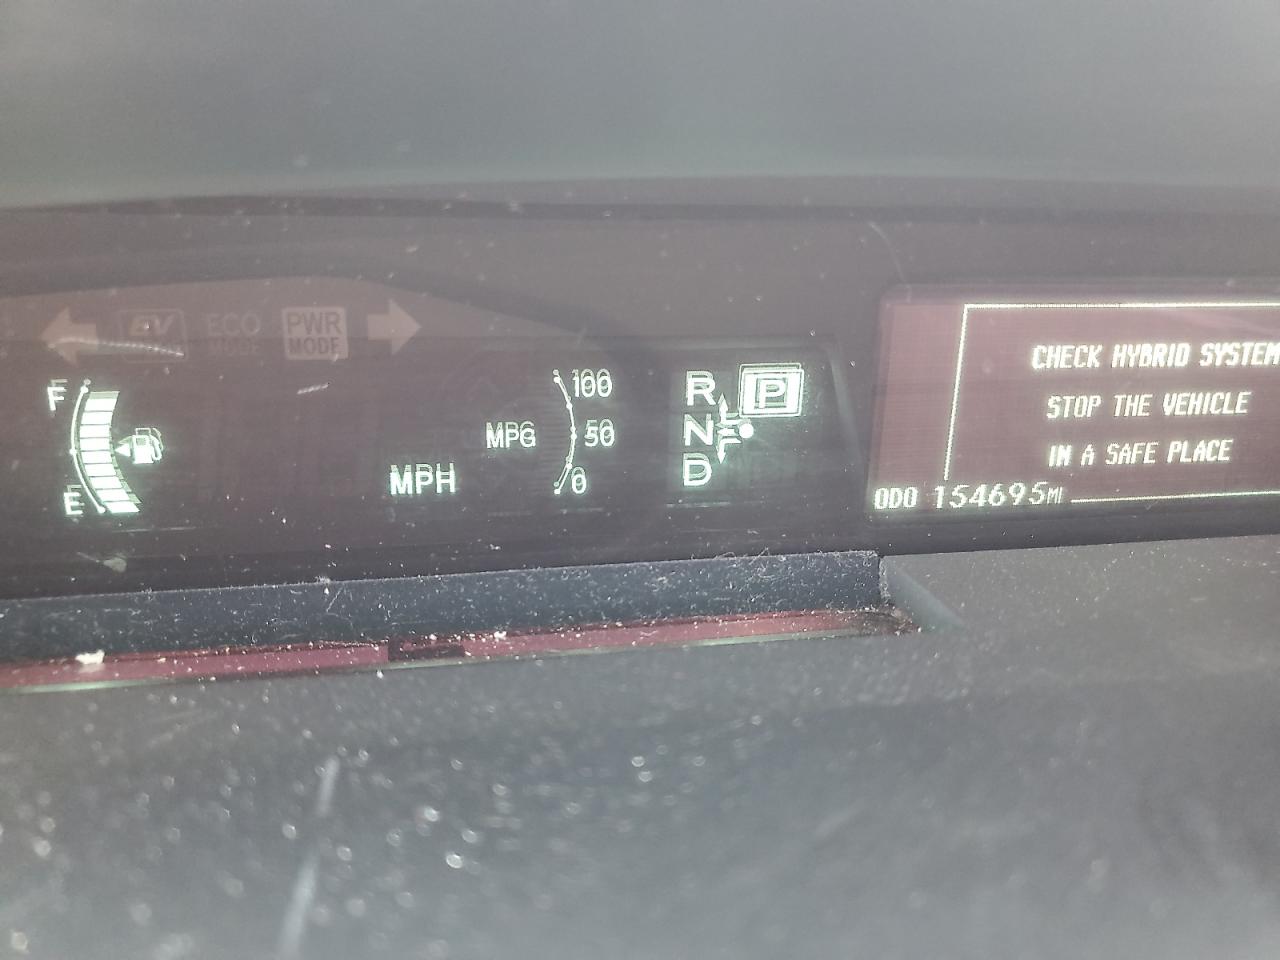 EV
ECO MODE
PWR MODE
F
E
MPH
MPG
100
50
0
R
N
D
P
CHECK HYBRID SYSTEM
STOP THE VEHICLE
IN A SAFE PLACE
ODO 154695MI